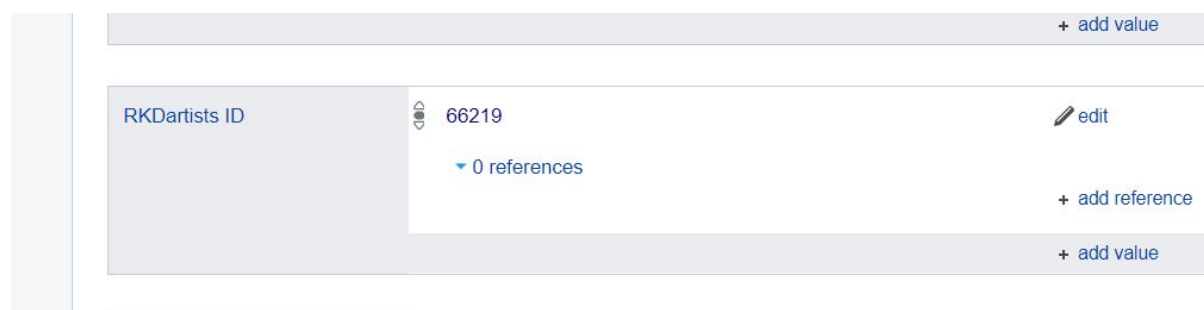 + add value
RKDartists ID
66219
edit
0 references
+ add reference
+ add value